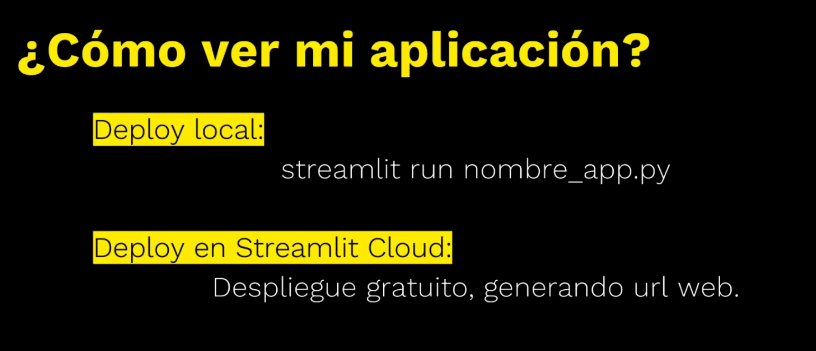 ¿Cómo ver mi aplicación?
Deploy local:
streamlit run nombre_app.py
Deploy en Streamlit Cloud:
Despliegue gratuito, generando url web.